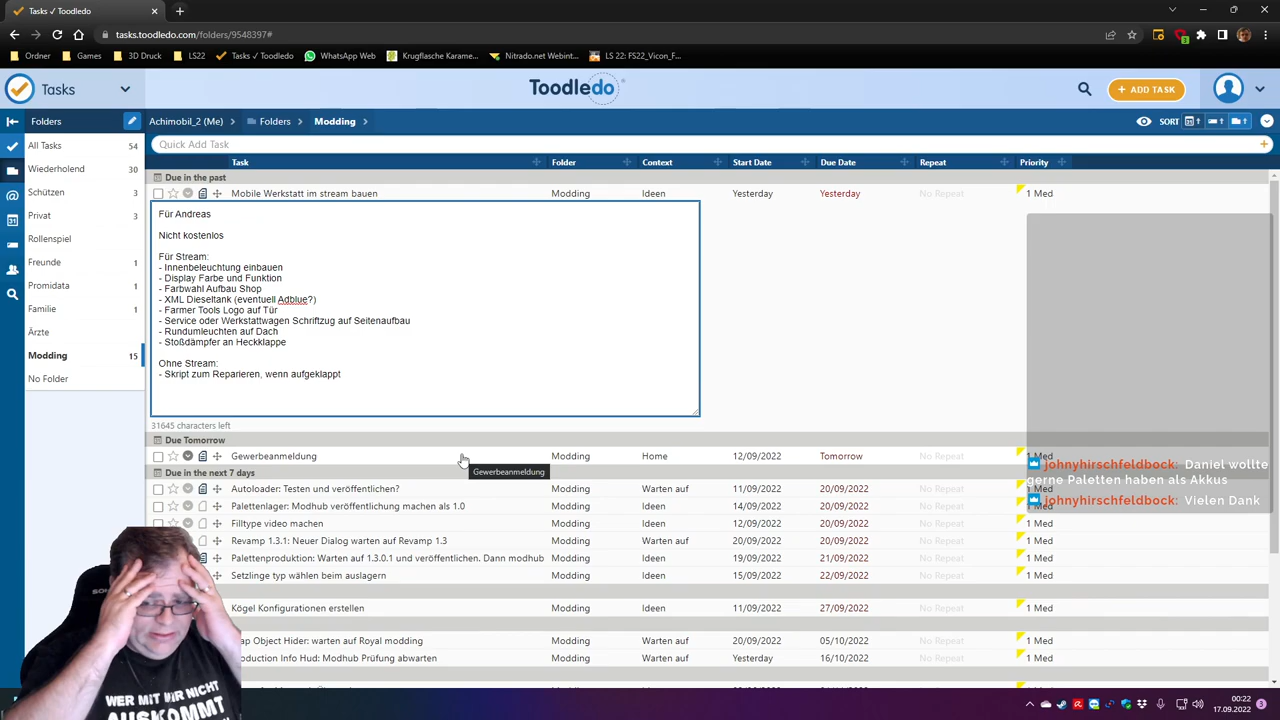 Tasks ✓ Toodledo
tasks.toodledo.com/folders/9548397#
Ordner
Games
3D Druck
LS22
Tasks ✓ Toodledo
WhatsApp Web
Krugflasche Karame...
Nitrado.net Webint...
LS 22: FS22_Vicon_F...
Tasks
Toodledo
+ ADD TASK
Folders
Achimobil_2 (Me)
Folders
Modding
SORT
All Tasks 54
Wiederholend 30
Schützen 3
Privat 3
Rollenspiel
Freunde 1
Promidata 1
Familie 1
Ärzte
Modding 15
No Folder
Quick Add Task
Task Folder Context Start Date Due Date Repeat Priority
Due in the past
Mobile Werkstatt im stream bauen Modding Ideen Yesterday Yesterday No Repeat 1 Med
Für Andreas
Nicht kostenlos
Für Stream:
- Innenbeleuchtung einbauen
- Display Farbe und Funktion
- Farbwahl Aufbau Shop
- XML Dieseltank (eventuell Adblue?)
- Farmer Tools Logo auf Tür
- Service oder Werkstattwagen Schriftzug auf Seitenaufbau
- Rundumleuchten auf Dach
- Stoßdämpfer an Heckklappe
Ohne Stream:
- Skript zum Reparieren, wenn aufgeklappt
31645 characters left
Due Tomorrow
Gewerbeanmeldung Modding Home 12/09/2022 Tomorrow No Repeat 1 Med
Gewerbeanmeldung
Due in the next 7 days
Autoloader: Testen und veröffentlichen? Modding Warten auf 11/09/2022 20/09/2022 No Repeat 1 Med
Palettenlager: Modhub veröffentlichung machen als 1.0 Modding Ideen 14/09/2022 20/09/2022 No Repeat 1 Med
Filltype video machen Modding Ideen 12/09/2022 20/09/2022 No Repeat 1 Med
Revamp 1.3.1: Neuer Dialog warten auf Revamp 1.3 Modding Warten auf 20/09/2022 20/09/2022 No Repeat 1 Med
Palettenproduktion: Warten auf 1.3.0.1 und veröffentlichen. Dann modhub Modding Ideen 19/09/2022 21/09/2022 No Repeat 1 Med
Setzlinge typ wählen beim auslagern Modding Ideen 15/09/2022 22/09/2022 No Repeat 1 Med
Kögel Konfigurationen erstellen Modding Ideen 11/09/2022 27/09/2022 No Repeat 1 Med
ap Object Hider: warten auf Royal modding Modding Warten auf 20/09/2022 05/10/2022 No Repeat 1 Med
roduction Info Hud: Modhub Prüfung abwarten Modding Warten auf Yesterday 16/10/2022 No Repeat 1 Med
johnyhirschfeldbock: Daniel wollte
gerne Paletten haben als Akkus
johnyhirschfeldbock: Vielen Dank
WER MIT MIR NICHT
AUSKOMMT
00:22
17.09.2022